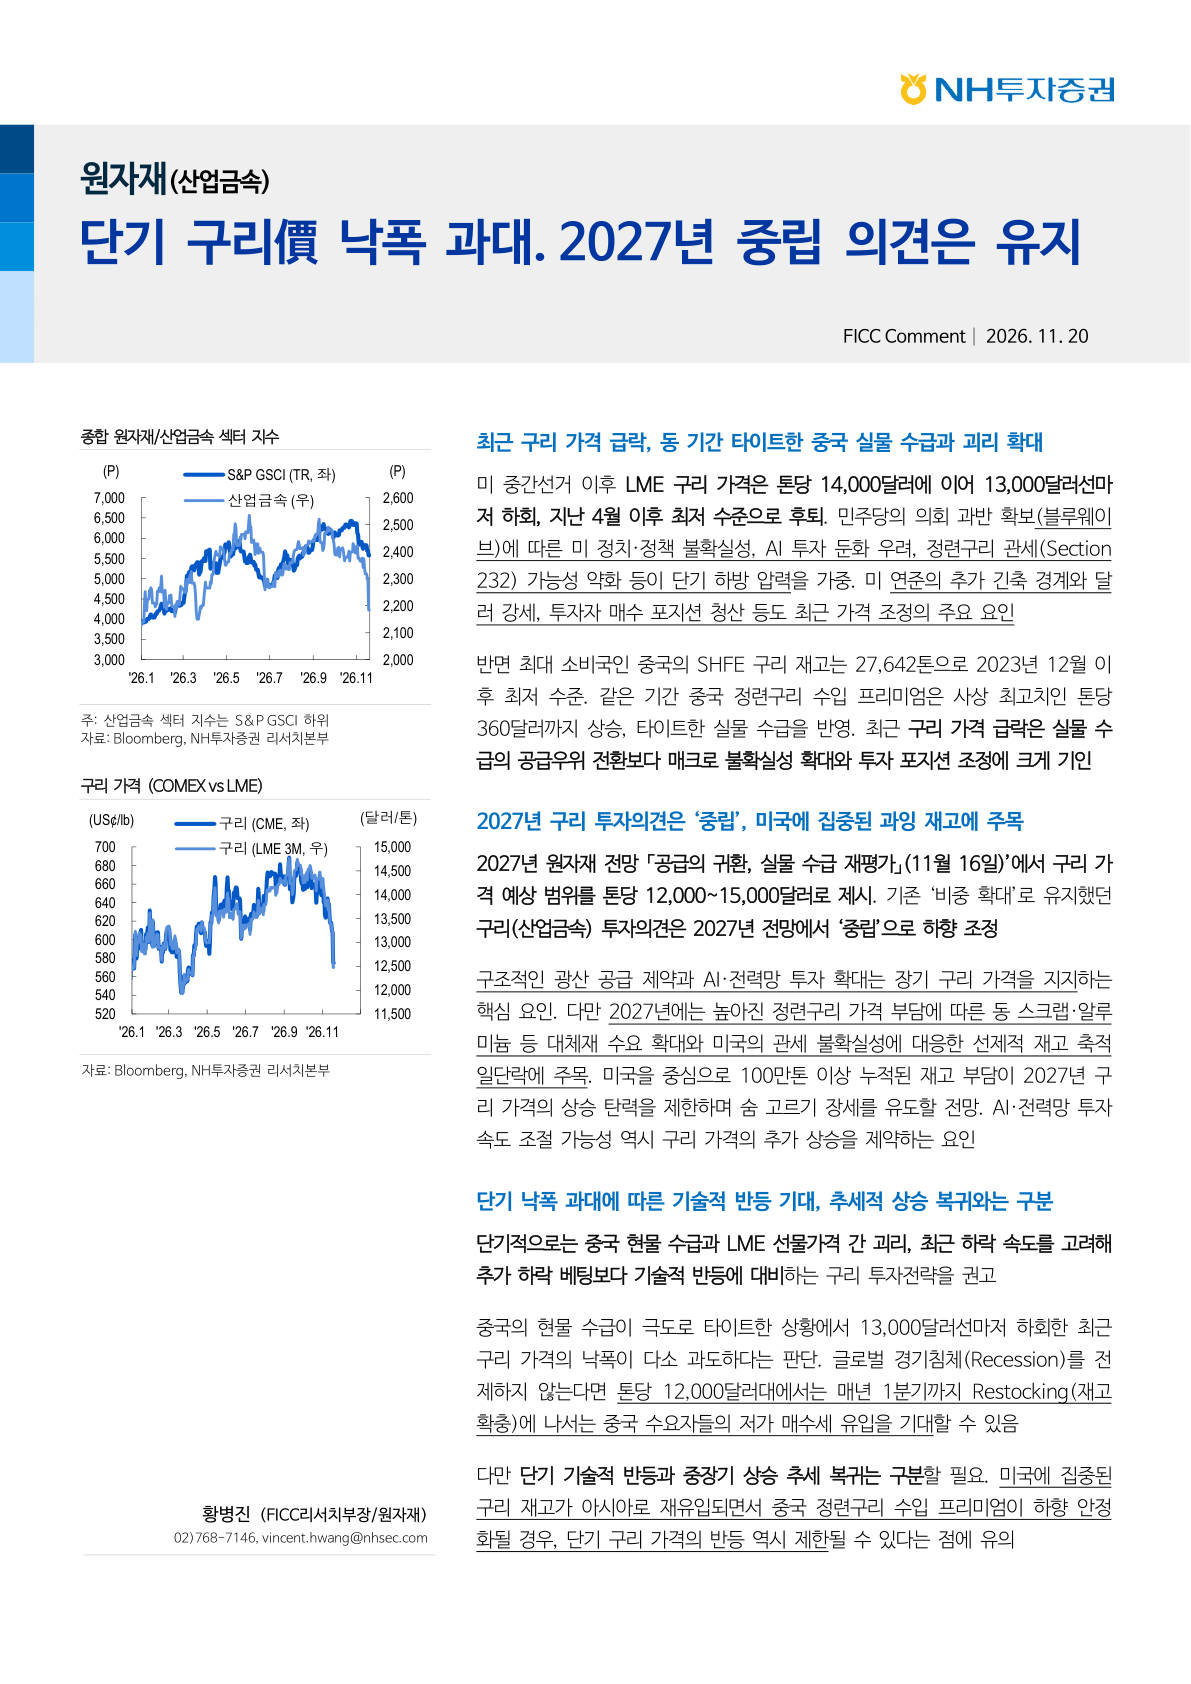 NH투자증권
원자재(산업금속)
단기 구리價 낙폭 과대. 2027년 중립 의견은 유지
FICC Comment | 2026. 11. 20
종합 원자재/산업금속 섹터 지수
(P) S&P GSCI (TR, 좌) (P)
산업금속 (우)
7,000 2,600
6,500 2,500
6,000
5,500 2,400
5,000 2,300
4,500 2,200
4,000
3,500 2,100
3,000 2,000
'26.1 '26.3 '26.5 '26.7 '26.9 '26.11
주: 산업금속 섹터 지수는 S&P GSCI 하위
자료: Bloomberg, NH투자증권 리서치본부
구리 가격 (COMEX vs LME)
(US¢/lb) 구리 (CME, 좌) (달러/톤)
구리 (LME 3M, 우)
700 15,000
680 14,500
660
640 14,000
620 13,500
600 13,000
580 12,500
560
540 12,000
520 11,500
'26.1 '26.3 '26.5 '26.7 '26.9 '26.11
자료: Bloomberg, NH투자증권 리서치본부
황병진 (FICC리서치부장/원자재)
02)768-7146, vincent.hwang@nhsec.com
최근 구리 가격 급락, 동 기간 타이트한 중국 실물 수급과 괴리 확대
미 중간선거 이후 LME 구리 가격은 톤당 14,000달러에 이어 13,000달러선마
저 하회, 지난 4월 이후 최저 수준으로 후퇴. 민주당의 의회 과반 확보(블루웨이
브)에 따른 미 정치·정책 불확실성, AI 투자 둔화 우려, 정련구리 관세(Section
232) 가능성 약화 등이 단기 하방 압력을 가중. 미 연준의 추가 긴축 경계와 달
러 강세, 투자자 매수 포지션 청산 등도 최근 가격 조정의 주요 요인
반면 최대 소비국인 중국의 SHFE 구리 재고는 27,642톤으로 2023년 12월 이
후 최저 수준. 같은 기간 중국 정련구리 수입 프리미엄은 사상 최고치인 톤당
360달러까지 상승, 타이트한 실물 수급을 반영. 최근 구리 가격 급락은 실물 수
급의 공급우위 전환보다 매크로 불확실성 확대와 투자 포지션 조정에 크게 기인
2027년 구리 투자의견은 ‘중립’, 미국에 집중된 과잉 재고에 주목
2027년 원자재 전망 「공급의 귀환, 실물 수급 재평가」(11월 16일)’에서 구리 가
격 예상 범위를 톤당 12,000~15,000달러로 제시. 기존 ‘비중 확대’로 유지했던
구리(산업금속) 투자의견은 2027년 전망에서 ‘중립’으로 하향 조정
구조적인 광산 공급 제약과 AI·전력망 투자 확대는 장기 구리 가격을 지지하는
핵심 요인. 다만 2027년에는 높아진 정련구리 가격 부담에 따른 동 스크랩·알루
미늄 등 대체재 수요 확대와 미국의 관세 불확실성에 대응한 선제적 재고 축적
일단락에 주목. 미국을 중심으로 100만톤 이상 누적된 재고 부담이 2027년 구
리 가격의 상승 탄력을 제한하며 숨 고르기 장세를 유도할 전망. AI·전력망 투자
속도 조절 가능성 역시 구리 가격의 추가 상승을 제약하는 요인
단기 낙폭 과대에 따른 기술적 반등 기대, 추세적 상승 복귀와는 구분
단기적으로는 중국 현물 수급과 LME 선물가격 간 괴리, 최근 하락 속도를 고려해
추가 하락 베팅보다 기술적 반등에 대비하는 구리 투자전략을 권고
중국의 현물 수급이 극도로 타이트한 상황에서 13,000달러선마저 하회한 최근
구리 가격의 낙폭이 다소 과도하다는 판단. 글로벌 경기침체(Recession)를 전
제하지 않는다면 톤당 12,000달러대에서는 매년 1분기까지 Restocking(재고
확충)에 나서는 중국 수요자들의 저가 매수세 유입을 기대할 수 있음
다만 단기 기술적 반등과 중장기 상승 추세 복귀는 구분할 필요. 미국에 집중된
구리 재고가 아시아로 재유입되면서 중국 정련구리 수입 프리미엄이 하향 안정
화될 경우, 단기 구리 가격의 반등 역시 제한될 수 있다는 점에 유의